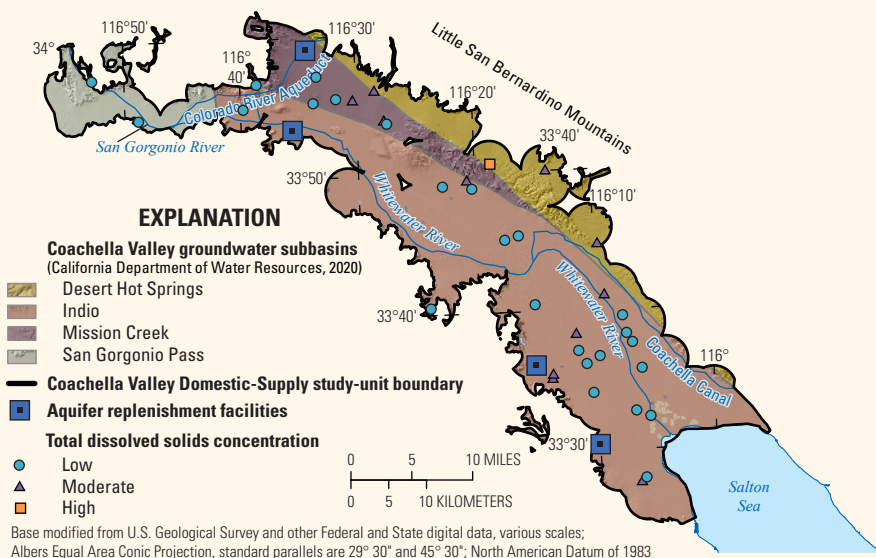 116°50'
116°30'
34°
116°
40'
Little San Bernardino Mountains
Colorado River Aqueduct
116°20'
San Gorgonio River
33°40'
33°50'
Whitewater River
116°10'
EXPLANATION
Coachella Valley groundwater subbasins
(California Department of Water Resources, 2020)
Desert Hot Springs
Indio
Mission Creek
San Gorgonio Pass
Whitewater River
33°40'
Coachella Canal
116°
Coachella Valley Domestic-Supply study-unit boundary
Aquifer replenishment facilities
Total dissolved solids concentration
Low
Moderate
High
33°30'
0 5 10 MILES
0 5 10 KILOMETERS
Salton
Sea
Base modified from U.S. Geological Survey and other Federal and State digital data, various scales;
Albers Equal Area Conic Projection, standard parallels are 29° 30" and 45° 30"; North American Datum of 1983